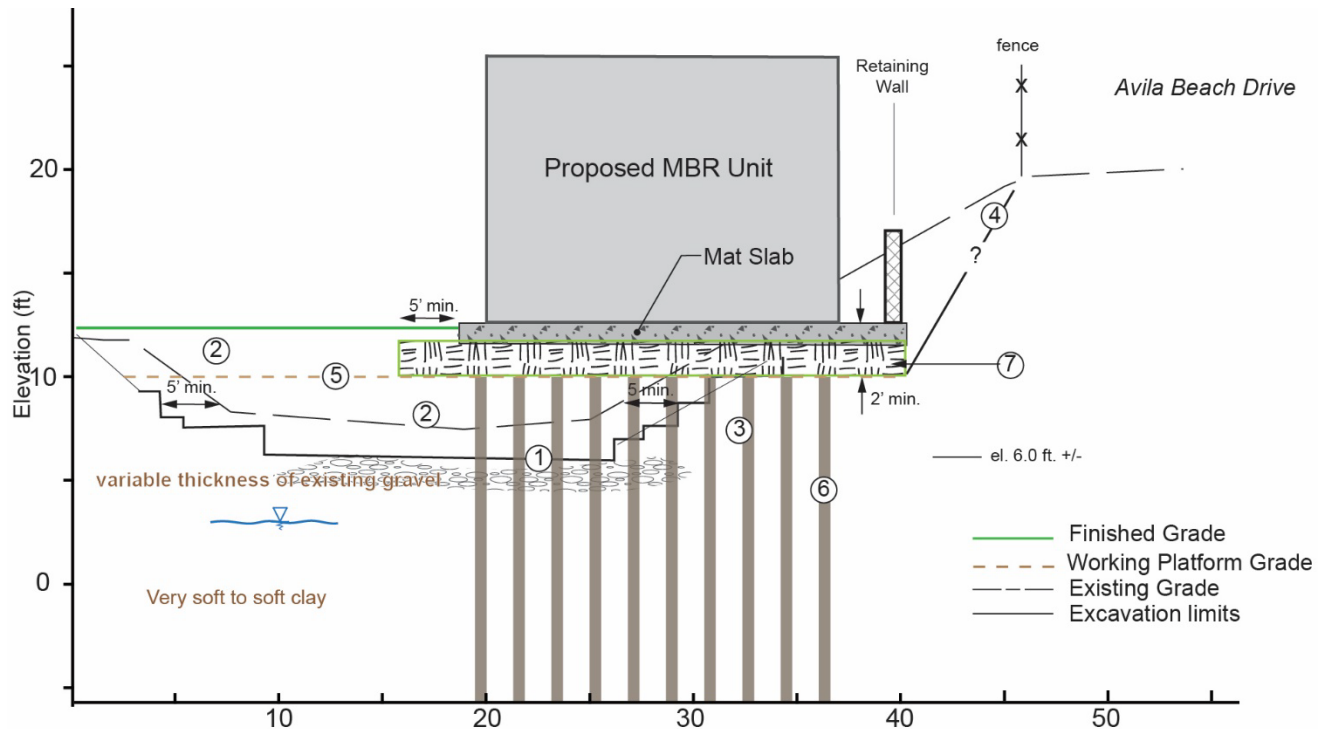 fence
Retaining
Wall
Avila Beach Drive
20
Proposed MBR Unit
4
?
Mat Slab
5' min.
2
Elevation (ft)
10
5
7
5' min.
5 min.
2' min.
2
3
1
el. 6.0 ft. +/-
variable thickness of existing gravel
6
Finished Grade
Working Platform Grade
Existing Grade
Excavation limits
0
Very soft to soft clay
10
20
30
40
50